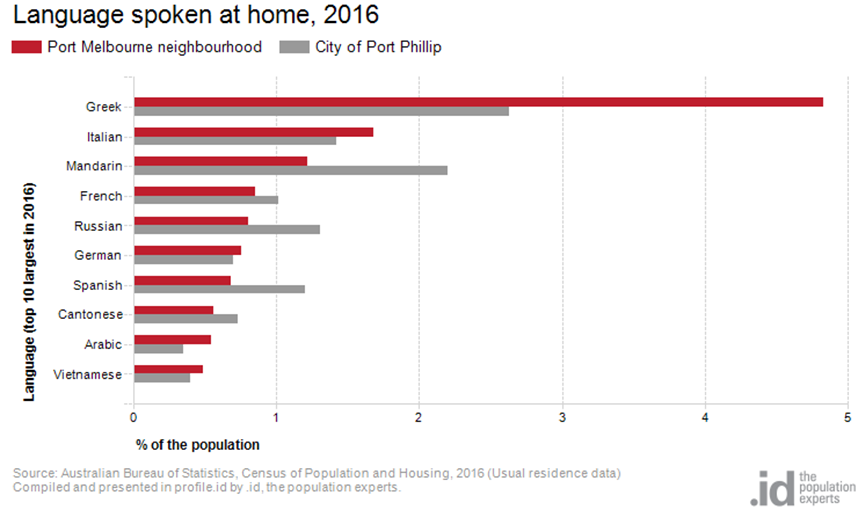 Language spoken at home, 2016
Port Melbourne neighbourhood
City of Port Phillip
Language (top 10 largest in 2016)
Greek
Italian
Mandarin
French
Russian
German
Spanish
Cantonese
Arabic
Vietnamese
0 1 2 3 4 5
% of the population
Source: Australian Bureau of Statistics, Census of Population and Housing, 2016 (Usual residence data)
Compiled and presented in profile.id by .id, the population experts.
.id the
population
experts